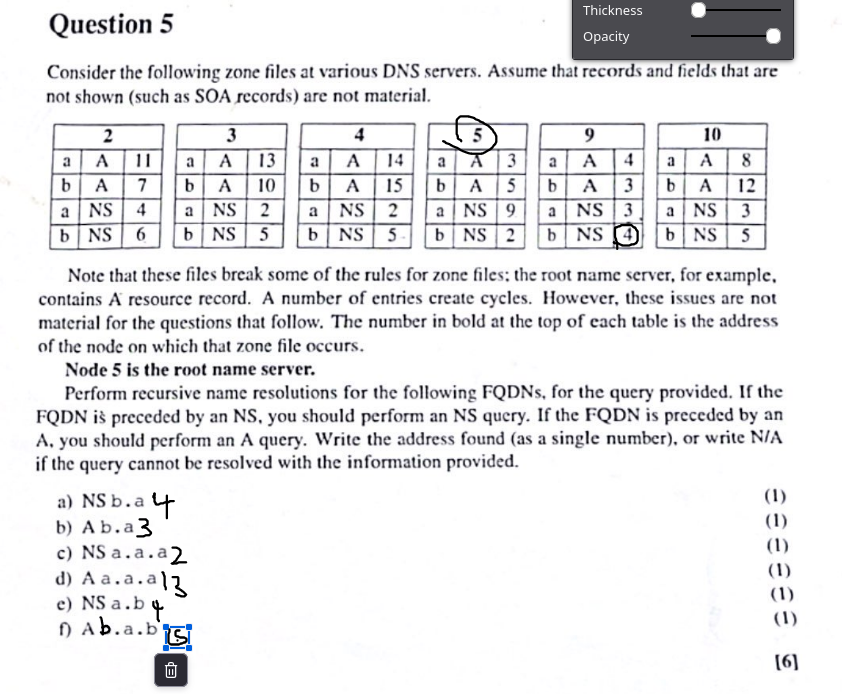 Thickness
Opacity
Question 5
Consider the following zone files at various DNS servers. Assume that records and fields that are
not shown (such as SOA records) are not material.
2 3 4 5 9 10
a A 11 a A 13 a A 14 a A 3 a A 4 a A 8
b A 7 b A 10 b A 15 b A 5 b A 3 b A 12
a NS 4 a NS 2 a NS 2 a NS 9 a NS 3 a NS 3
b NS 6 b NS 5 b NS 5 b NS 2 b NS 4 b NS 5
Note that these files break some of the rules for zone files; the root name server, for example,
contains A resource record. A number of entries create cycles. However, these issues are not
material for the questions that follow. The number in bold at the top of each table is the address
of the node on which that zone file occurs.
Node 5 is the root name server.
Perform recursive name resolutions for the following FQDNs, for the query provided. If the
FQDN is preceded by an NS, you should perform an NS query. If the FQDN is preceded by an
A, you should perform an A query. Write the address found (as a single number), or write N/A
if the query cannot be resolved with the information provided.
a) NS b.a 4 (1)
b) A b.a 3 (1)
c) NS a.a.a 2 (1)
d) A a.a.a 13 (1)
e) NS a.b 4 (1)
f) A b.a.b 15 (1)
[6]